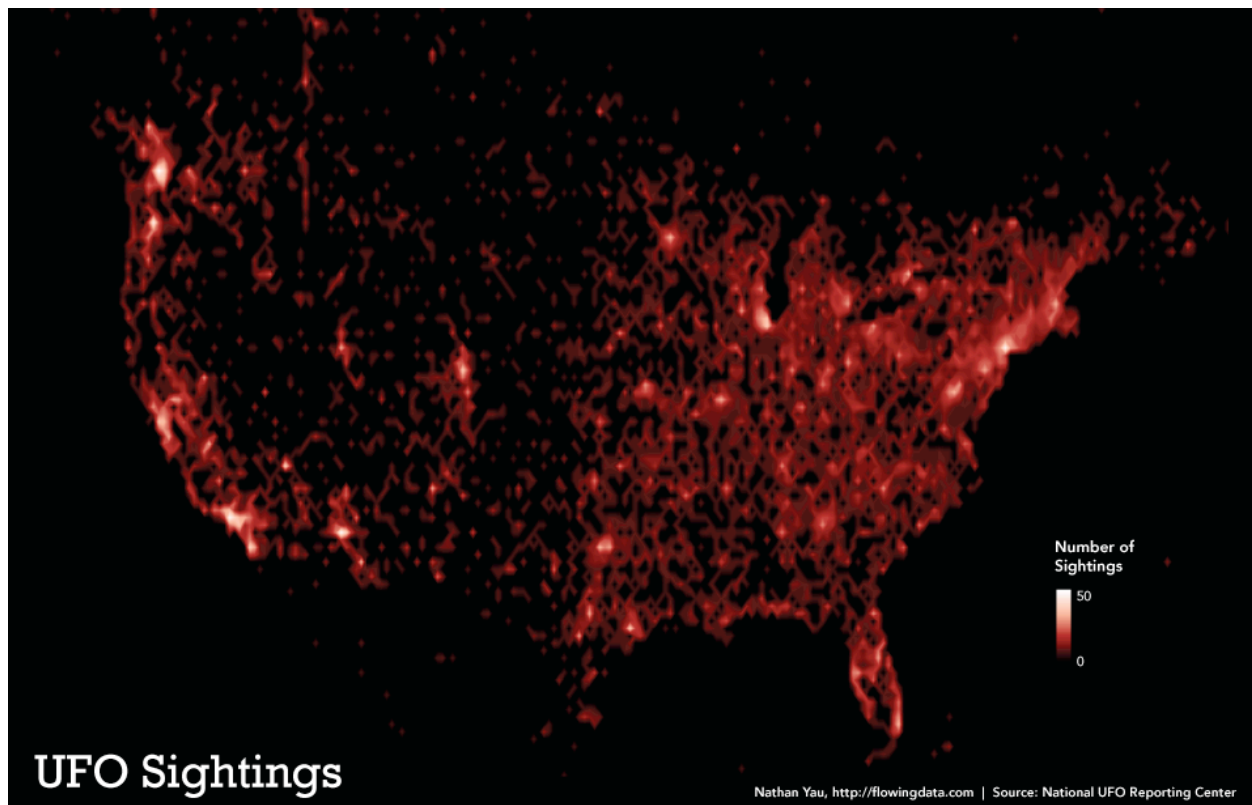 Number of
Sightings
50
0
UFO Sightings
Nathan Yau, http://flowingdata.com | Source: National UFO Reporting Center